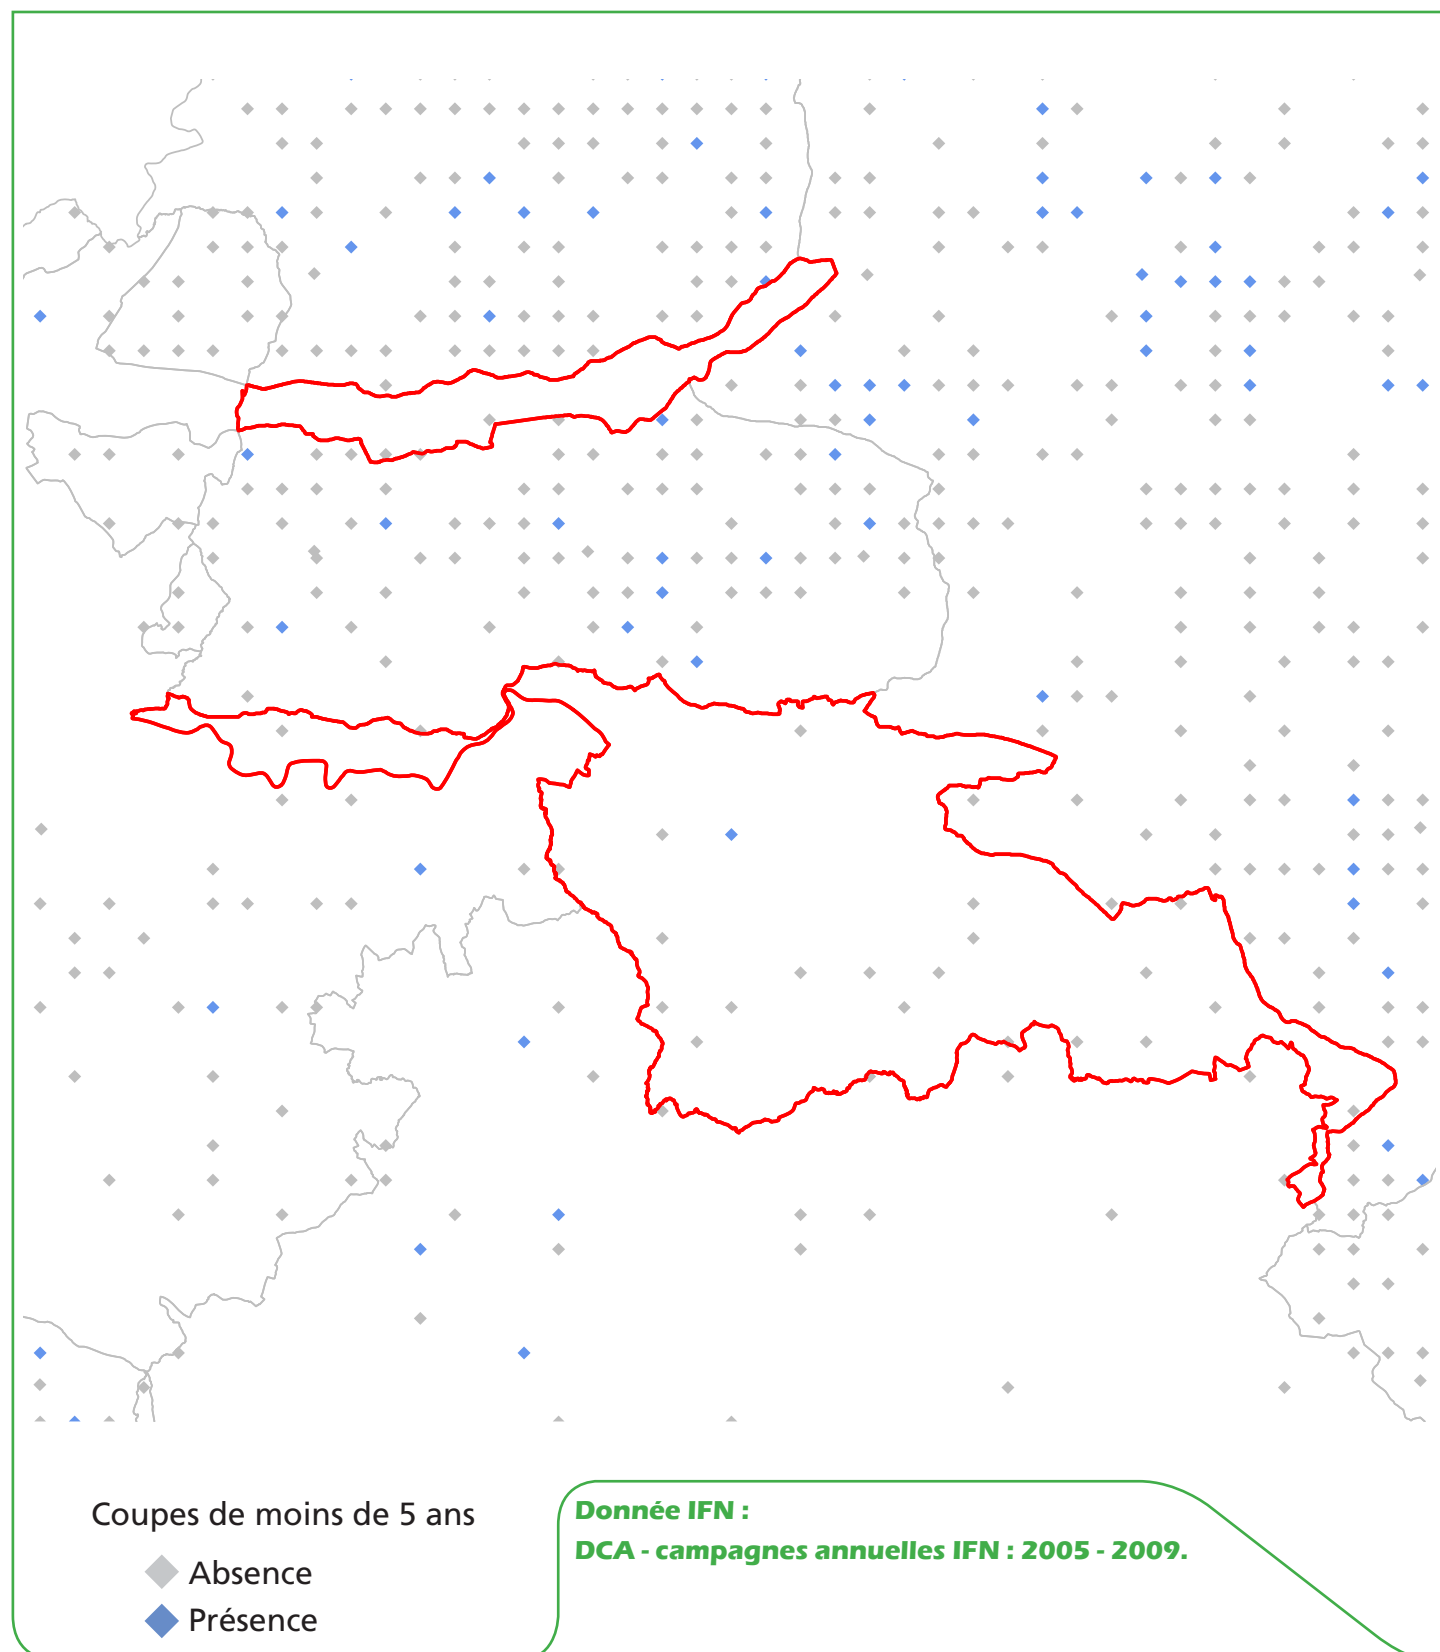 Coupes de moins de 5 ans
Absence
Présence
Donnée IFN :
DCA - campagnes annuelles IFN : 2005 - 2009.